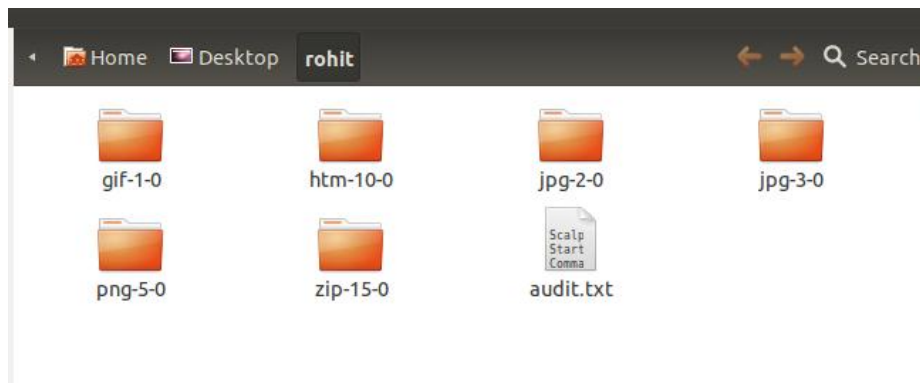 Home Desktop rohit Search
gif-1-0 htm-10-0 jpg-2-0 jpg-3-0
Scalp
Start
Comma
png-5-0 zip-15-0 audit.txt